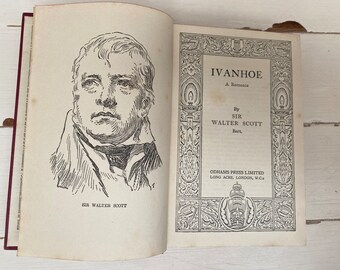 SIR WALTER SCOTT
IVANHOE
A Romance
By
SIR
WALTER SCOTT
Bart.
ODHAMS PRESS LIMITED
LONG ACRE, LONDON, W.C.2